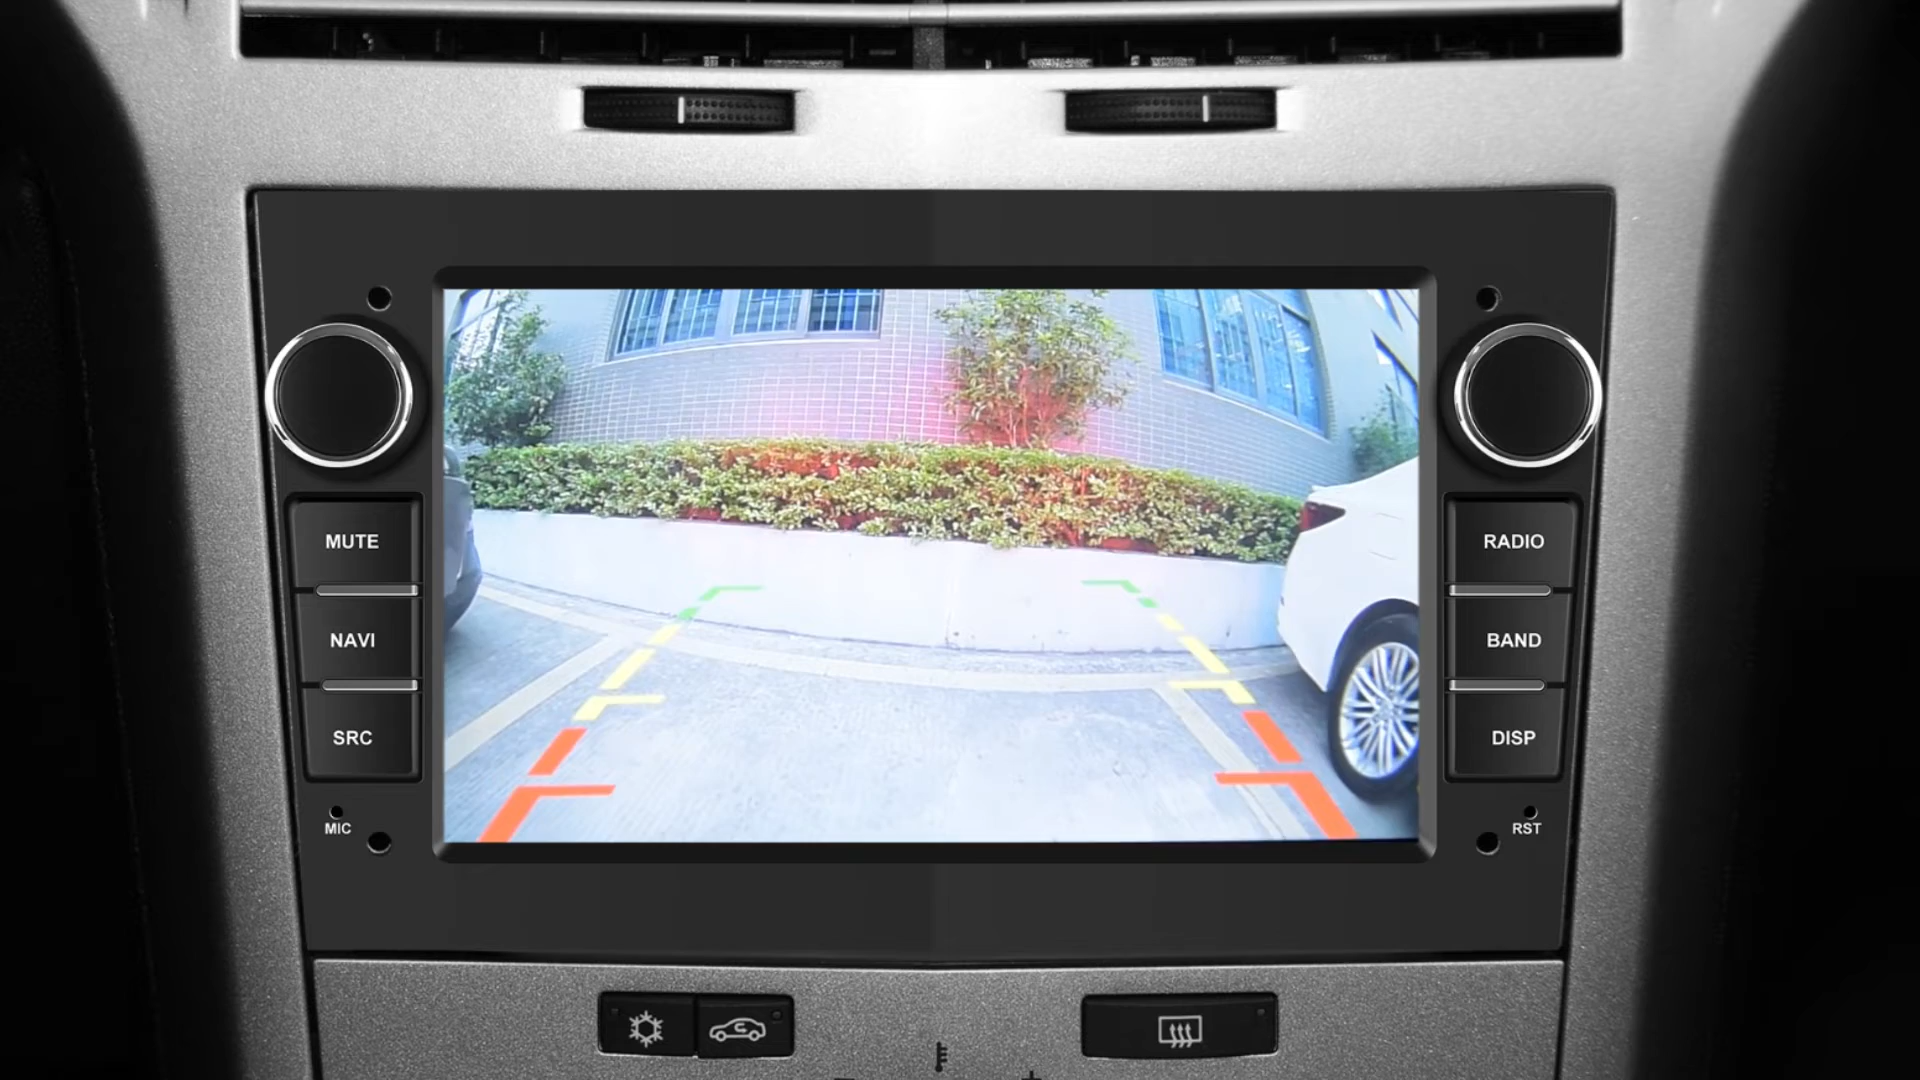 MUTE
NAVI
SRC
MIC
RADIO
BAND
DISP
RST